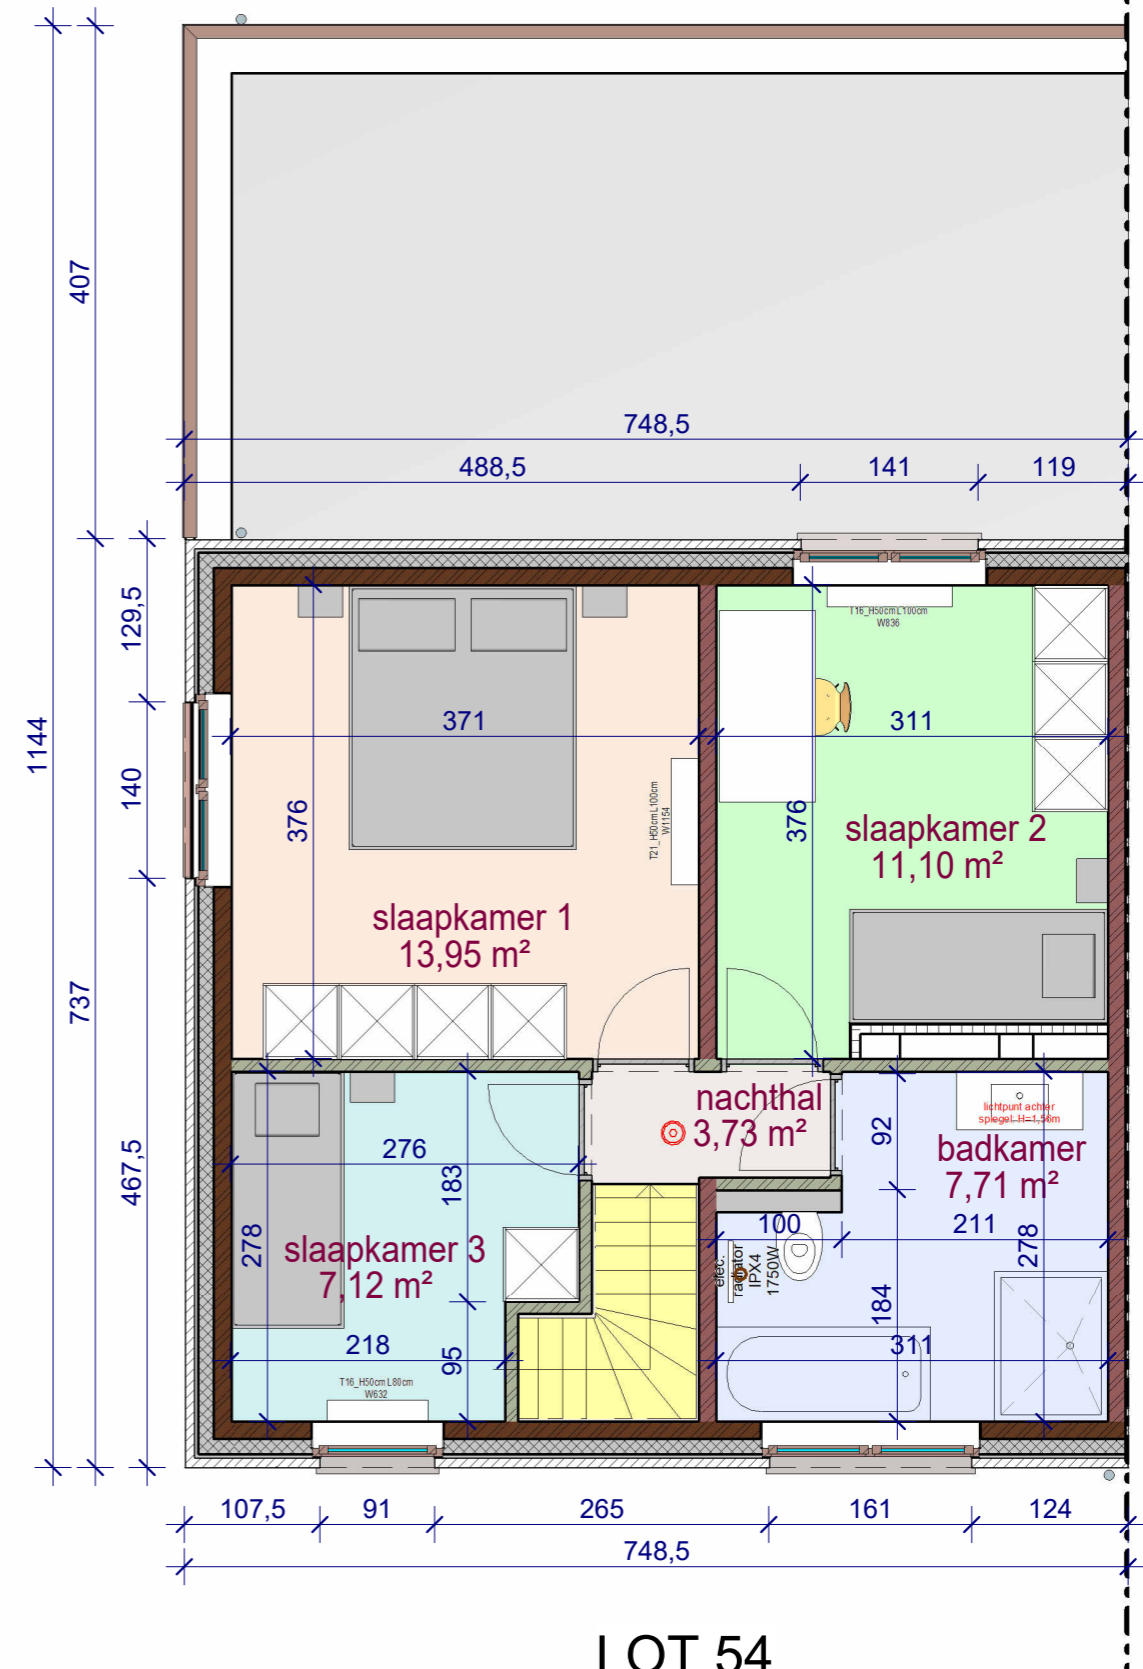 407
748,5
488,5
141
119
129,5
T16_H50cm L100cm
W836
371
311
1144
140
T21_H50cm L100cm
W1154
376
376
slaapkamer 2
11,10 m²
slaapkamer 1
13,95 m²
737
nachthal
3,73 m²
lichtpunt achter
spiegel H=1,56m
92
badkamer
7,71 m²
467,5
276
183
278
slaapkamer 3
7,12 m²
100
211
278
elec.
radiator
IPX4
1750W
184
218
95
311
T16_H50cm L80cm
W632
107,5
91
265
161
124
748,5
LOT 54